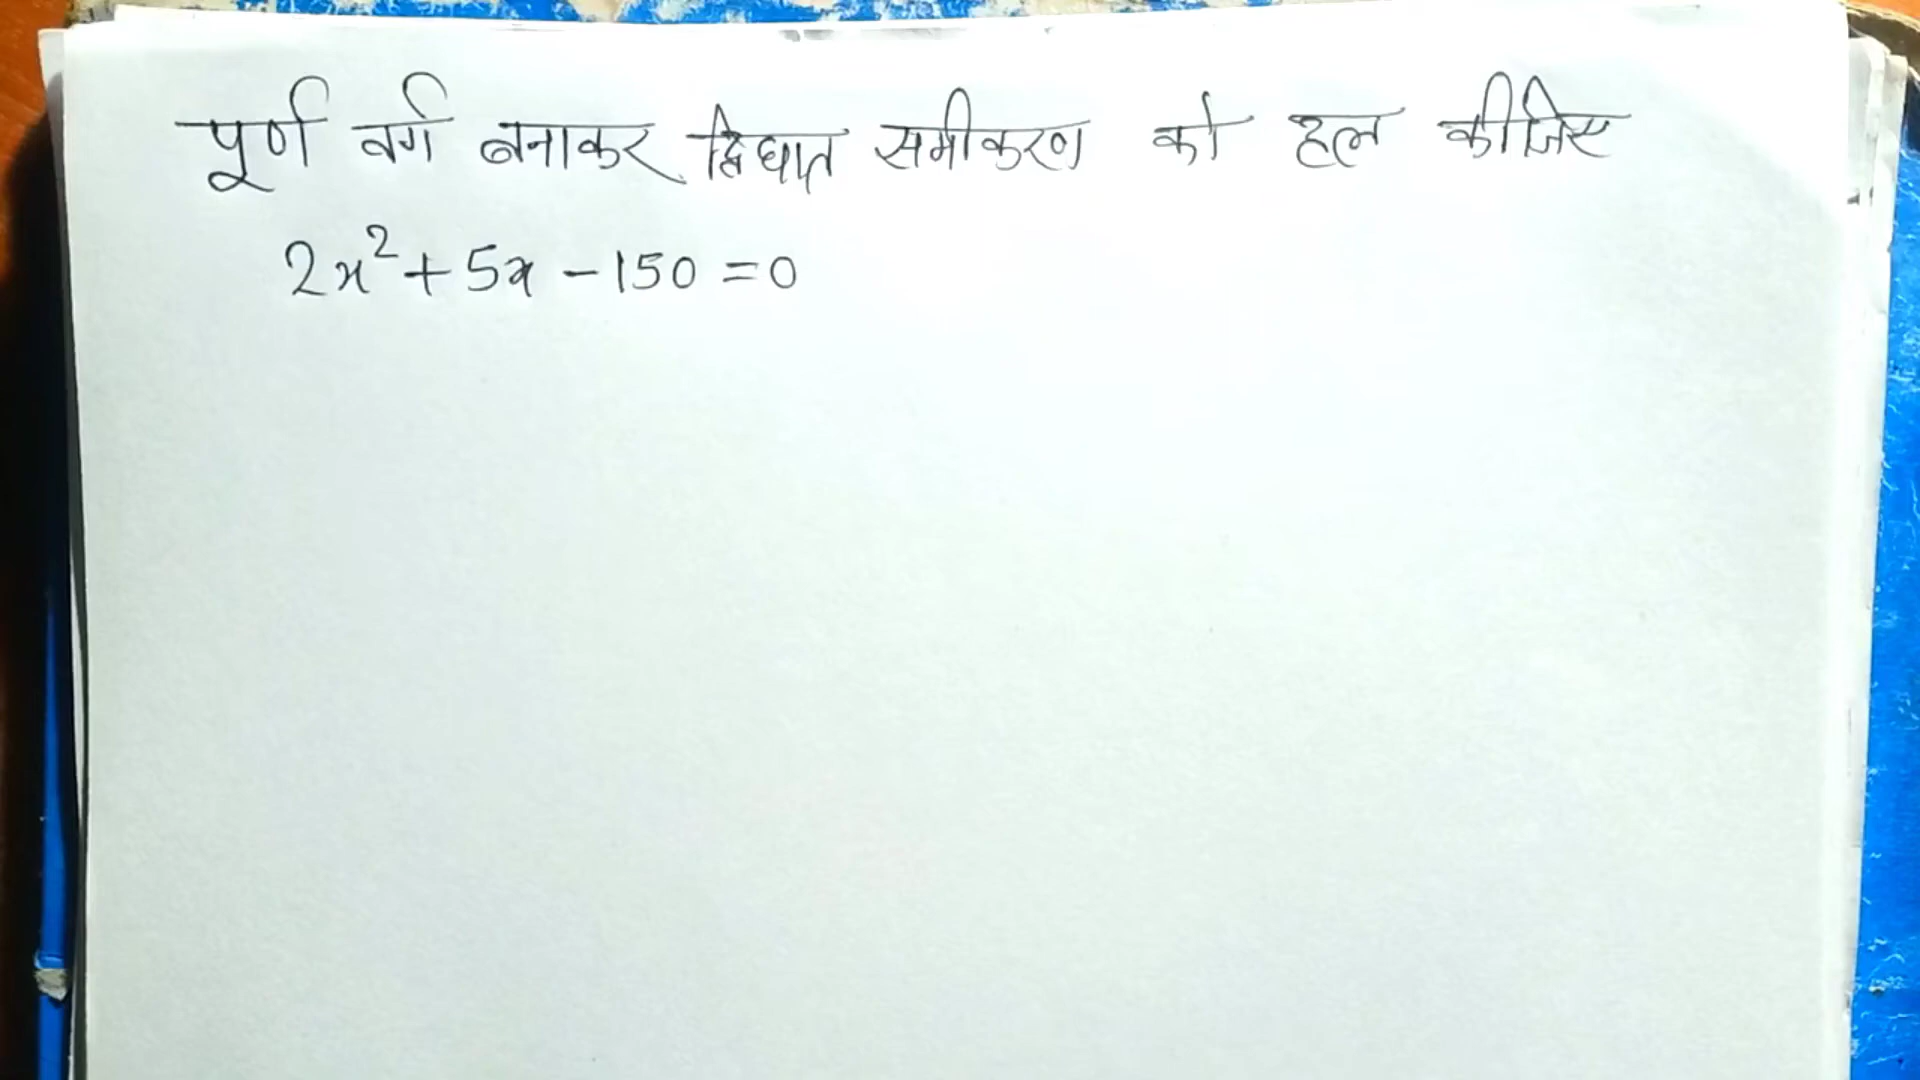 पूर्ण वर्ग बनाकर द्विघात समीकरण को हल कीजिए
2x²+5x-150=0